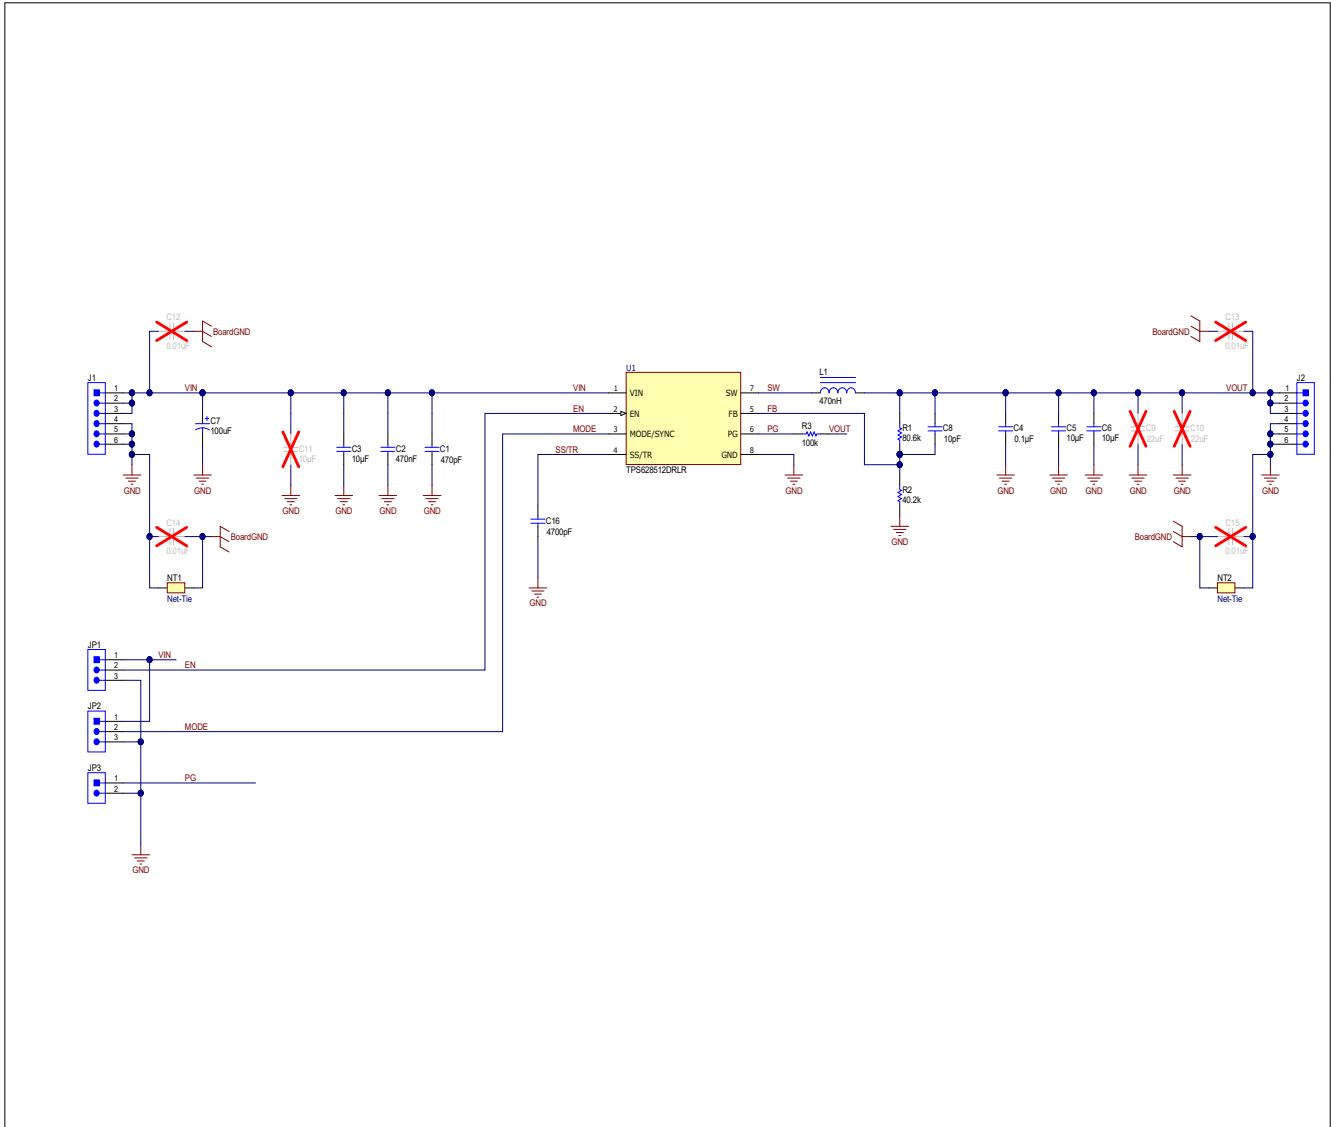 C12
0.01uF
BoardGND
C13
0.01uF
BoardGND
J1
1
2
3
4
5
6
GND
VIN
C7
+
100uF
GND
C11
10uF
GND
C3
10µF
GND
C2
470nF
GND
C1
470pF
GND
VIN
EN
MODE
SS/TR
C16
4700pF
GND
U1
1
2
3
4
VIN
EN
MODE/SYNC
SS/TR
SW
FB
PG
GND
7
5
6
8
TPS628512DRLR
SW
FB
PG
GND
R3
100k
VOUT
L1
470nH
R1
80.6k
C8
10pF
R2
40.2k
GND
C4
0.1µF
GND
C5
10µF
GND
C6
10µF
GND
C9
22uF
GND
C10
22uF
GND
VOUT
J2
1
2
3
4
5
6
GND
C14
0.01uF
BoardGND
NT1
Net-Tie
C15
0.01uF
BoardGND
NT2
Net-Tie
JP1
1
2
3
VIN
EN
JP2
1
2
3
MODE
JP3
1
2
PG
GND